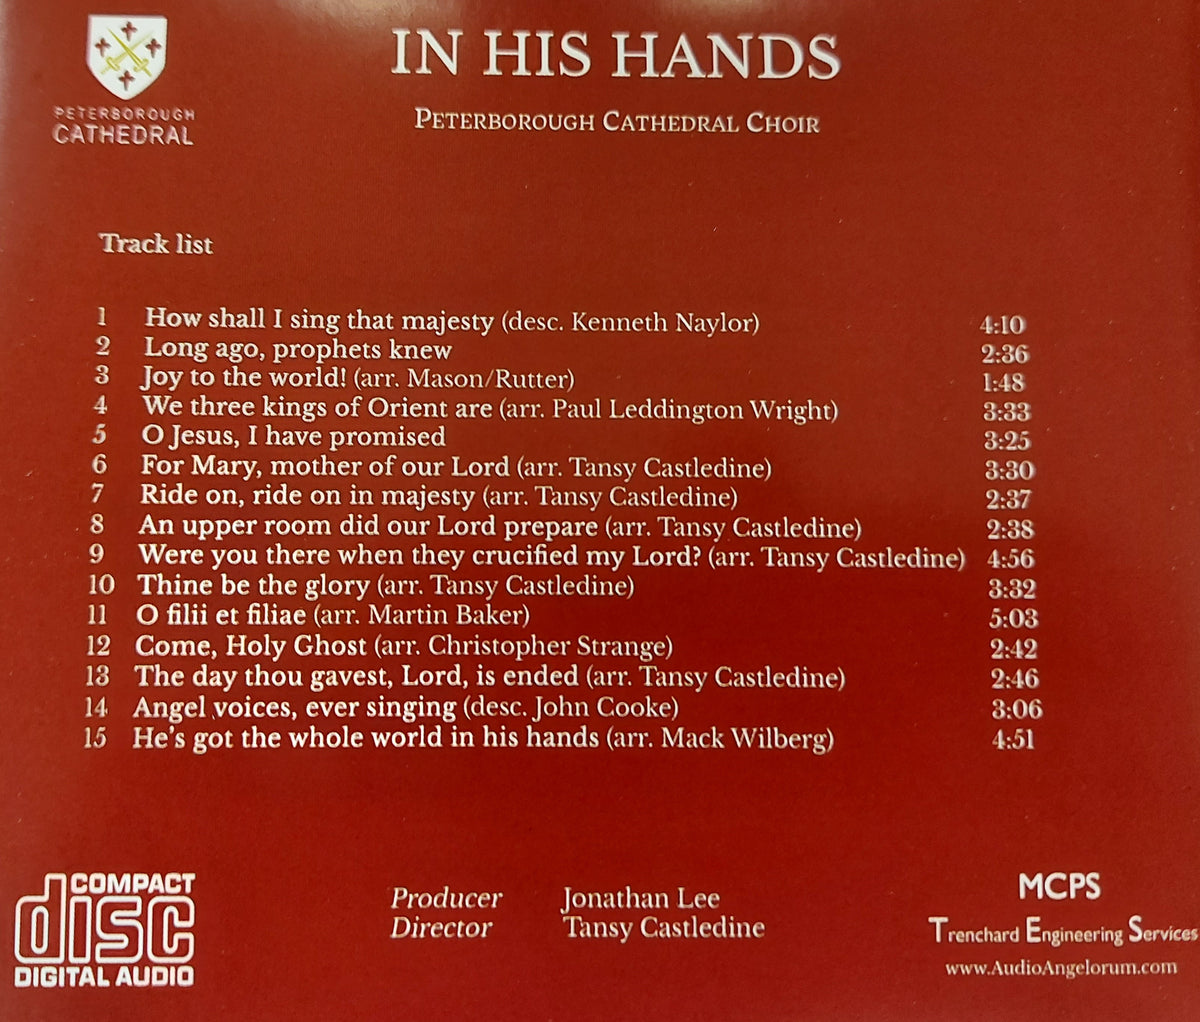 IN HIS HANDS
PETERBOROUGH CATHEDRAL
PETERBOROUGH CATHEDRAL CHOIR
Track list
1 How shall I sing that majesty (desc. Kenneth Naylor) 4:10
2 Long ago, prophets knew 2:36
3 Joy to the world! (arr. Mason/Rutter) 1:48
4 We three kings of Orient are (arr. Paul Leddington Wright) 3:33
5 O Jesus, I have promised 3:25
6 For Mary, mother of our Lord (arr. Tansy Castledine) 3:30
7 Ride on, ride on in majesty (arr. Tansy Castledine) 2:37
8 An upper room did our Lord prepare (arr. Tansy Castledine) 2:38
9 Were you there when they crucified my Lord? (arr. Tansy Castledine) 4:56
10 Thine be the glory (arr. Tansy Castledine) 3:32
11 O filii et filiae (arr. Martin Baker) 5:03
12 Come, Holy Ghost (arr. Christopher Strange) 2:42
13 The day thou gavest, Lord, is ended (arr. Tansy Castledine) 2:46
14 Angel voices, ever singing (desc. John Cooke) 3:06
15 He's got the whole world in his hands (arr. Mack Wilberg) 4:51
COMPACT
disc
DIGITAL AUDIO
Producer Jonathan Lee
Director Tansy Castledine
MCPS
Trenchard Engineering Services
www.AudioAngelorum.com